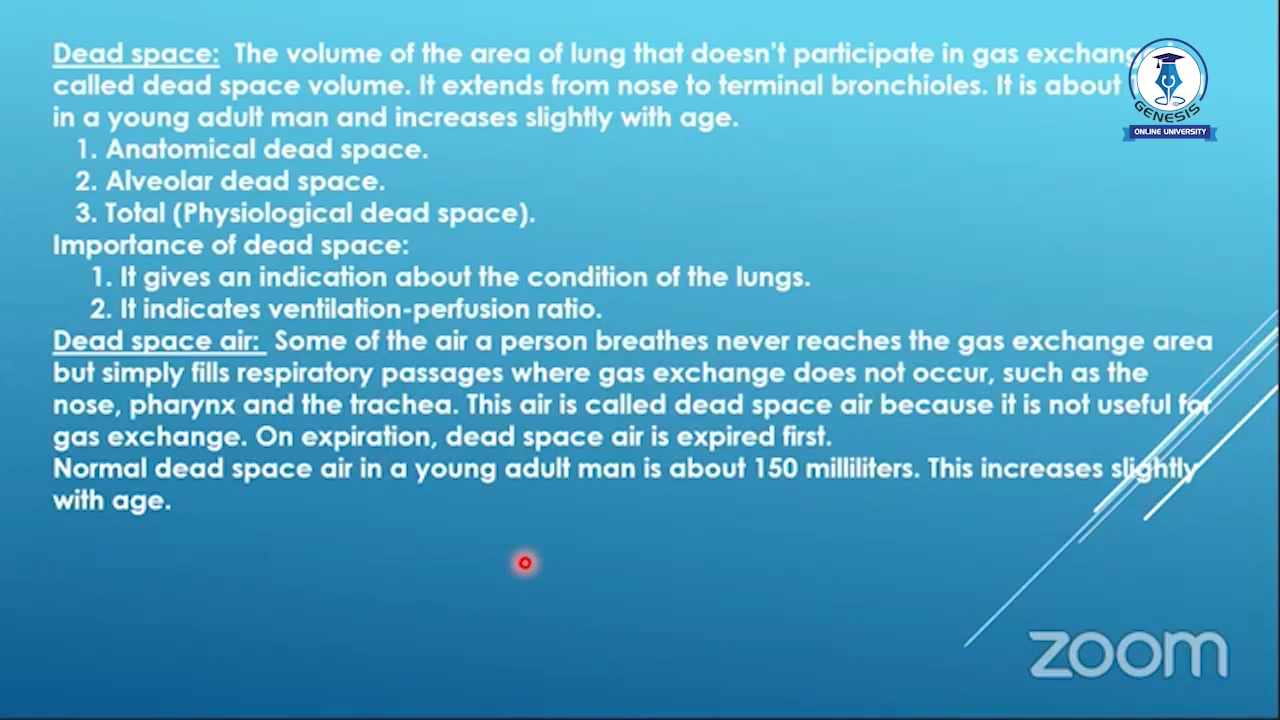 Dead space: The volume of the area of lung that doesn't participate in gas exchang
called dead space volume. It extends from nose to terminal bronchioles. It is about
in a young adult man and increases slightly with age.
1. Anatomical dead space.
2. Alveolar dead space.
3. Total (Physiological dead space).
Importance of dead space:
1. It gives an indication about the condition of the lungs.
2. It indicates ventilation-perfusion ratio.
Dead space air: Some of the air a person breathes never reaches the gas exchange area
but simply fills respiratory passages where gas exchange does not occur, such as the
nose, pharynx and the trachea. This air is called dead space air because it is not useful for
gas exchange. On expiration, dead space air is expired first.
Normal dead space air in a young adult man is about 150 milliliters. This increases slightly
with age.
GENESIS
ONLINE UNIVERSITY
zoom